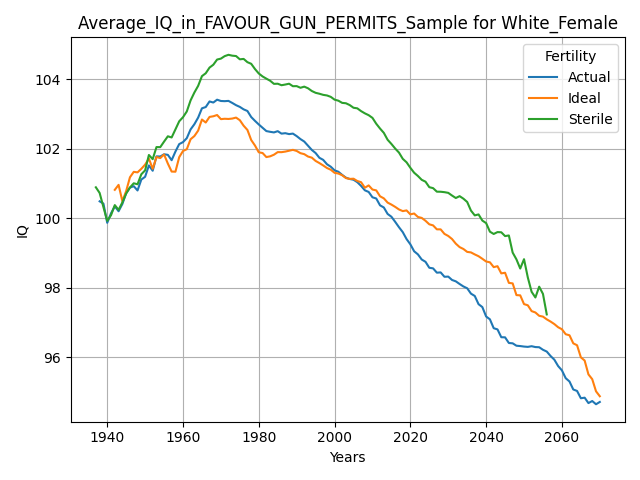 Average_IQ_in_FAVOUR_GUN_PERMITS_Sample for White_Female
Fertility
Actual
Ideal
Sterile
IQ
104
102
100
98
96
1940 1960 1980 2000 2020 2040 2060
Years